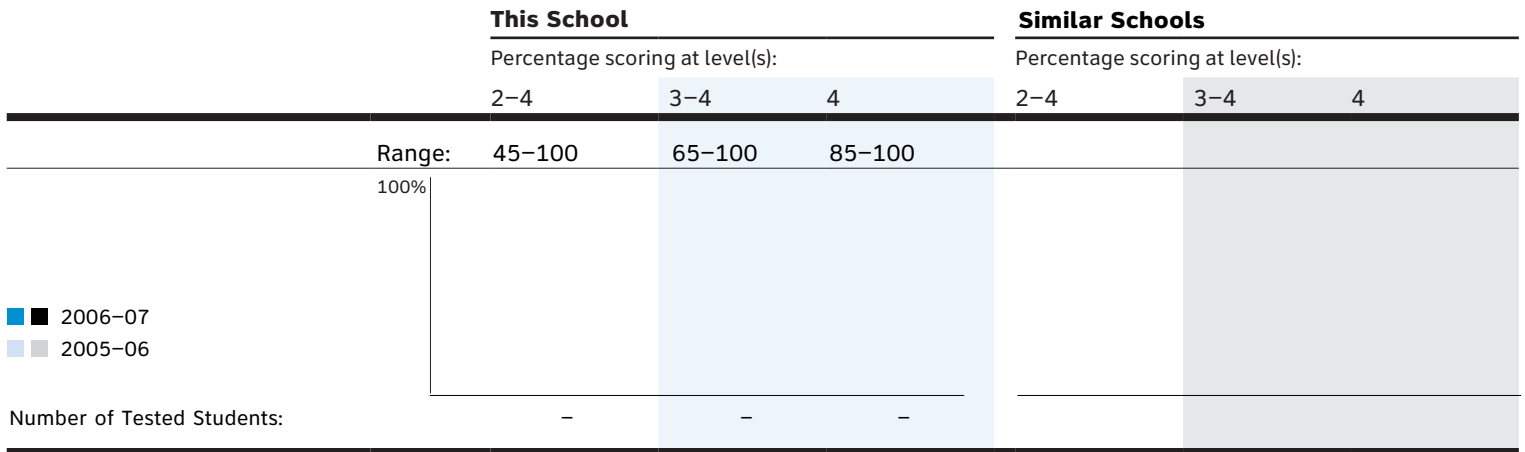 This School Similar Schools
Percentage scoring at level(s): Percentage scoring at level(s):
2–4 3–4 4 2–4 3–4 4
Range: 45–100 65–100 85–100
100%
2006–07
2005–06
Number of Tested Students: – – –